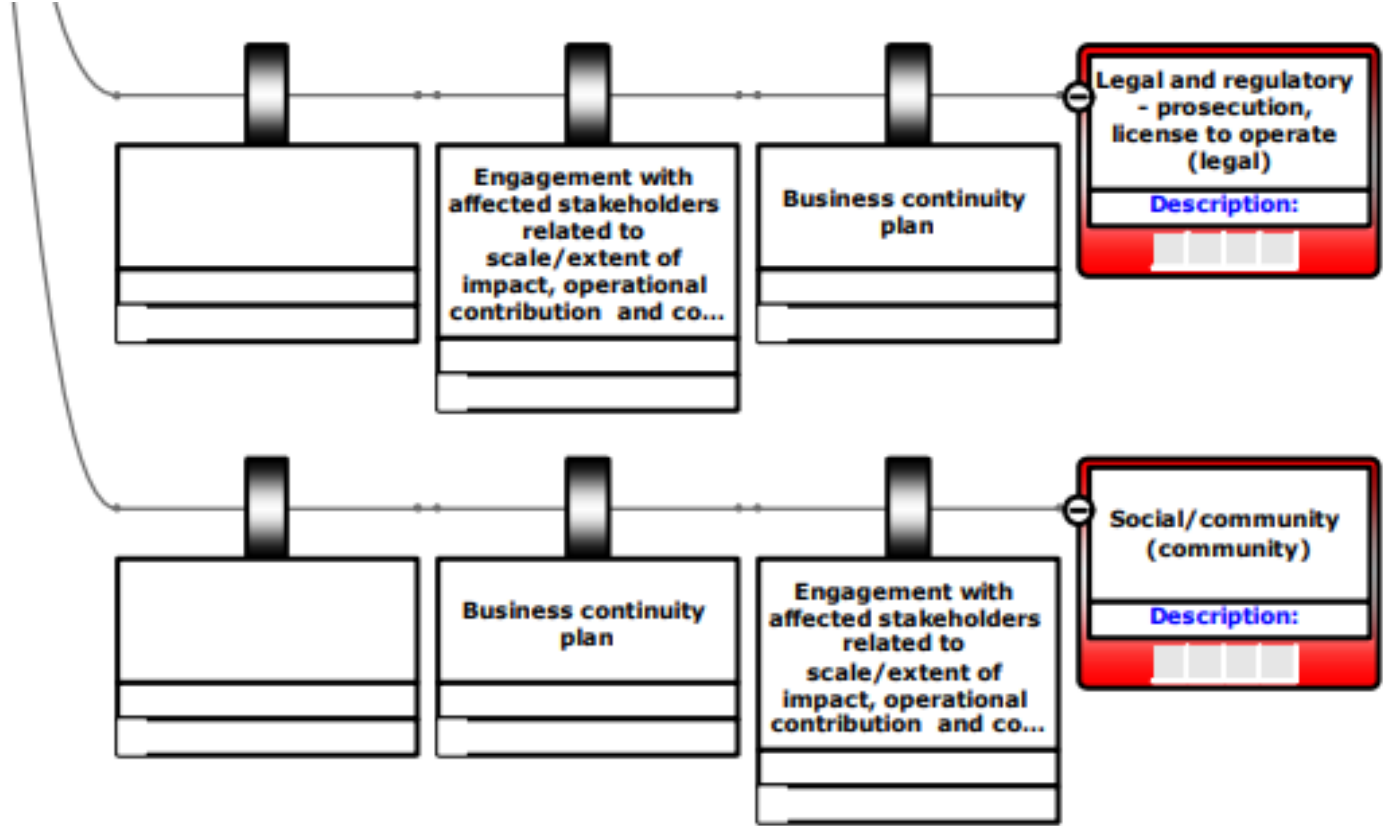 Legal and regulatory
- prosecution,
license to operate
(legal)
Description:
Engagement with
affected stakeholders
related to
scale/extent of
impact, operational
contribution and co...
Business continuity
plan
Social/community
(community)
Description:
Business continuity
plan
Engagement with
affected stakeholders
related to
scale/extent of
impact, operational
contribution and co...